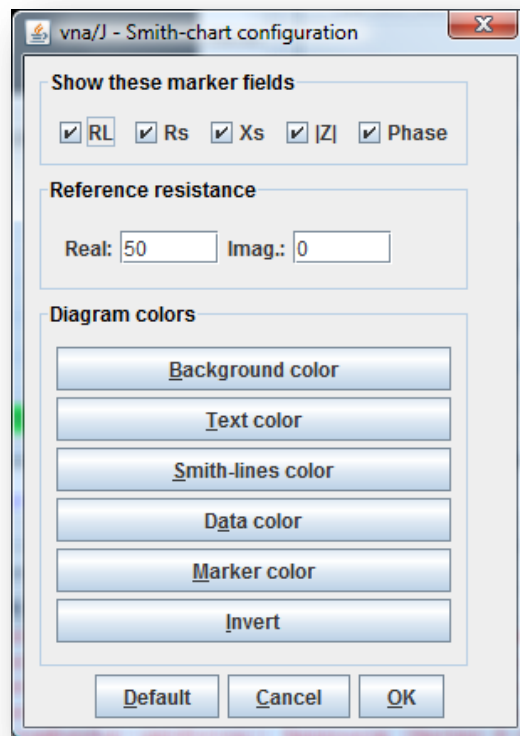 vna/J - Smith-chart configuration
Show these marker fields
RL Rs Xs |Z| Phase
Reference resistance
Real: 50 Imag.: 0
Diagram colors
Background color
Text color
Smith-lines color
Data color
Marker color
Invert
Default Cancel OK